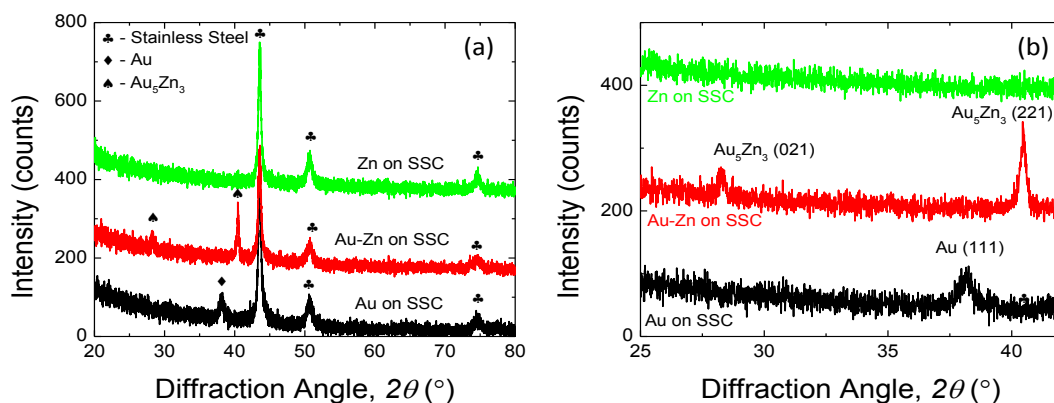 800
600
400
200
0
20
30
40
50
60
70
80
Intensity (counts)
Diffraction Angle, 2θ (°)
(a)
♣ - Stainless Steel
♦ - Au
♠ - Au₅Zn₃
♣
♣
♣
Zn on SSC
♠
♠
♣
♣
Au-Zn on SSC
♦
♣
♣
Au on SSC
400
200
0
25
30
35
40
Intensity (counts)
Diffraction Angle, 2θ (°)
(b)
Zn on SSC
Au₅Zn₃ (221)
Au₅Zn₃ (021)
Au-Zn on SSC
Au (111)
Au on SSC